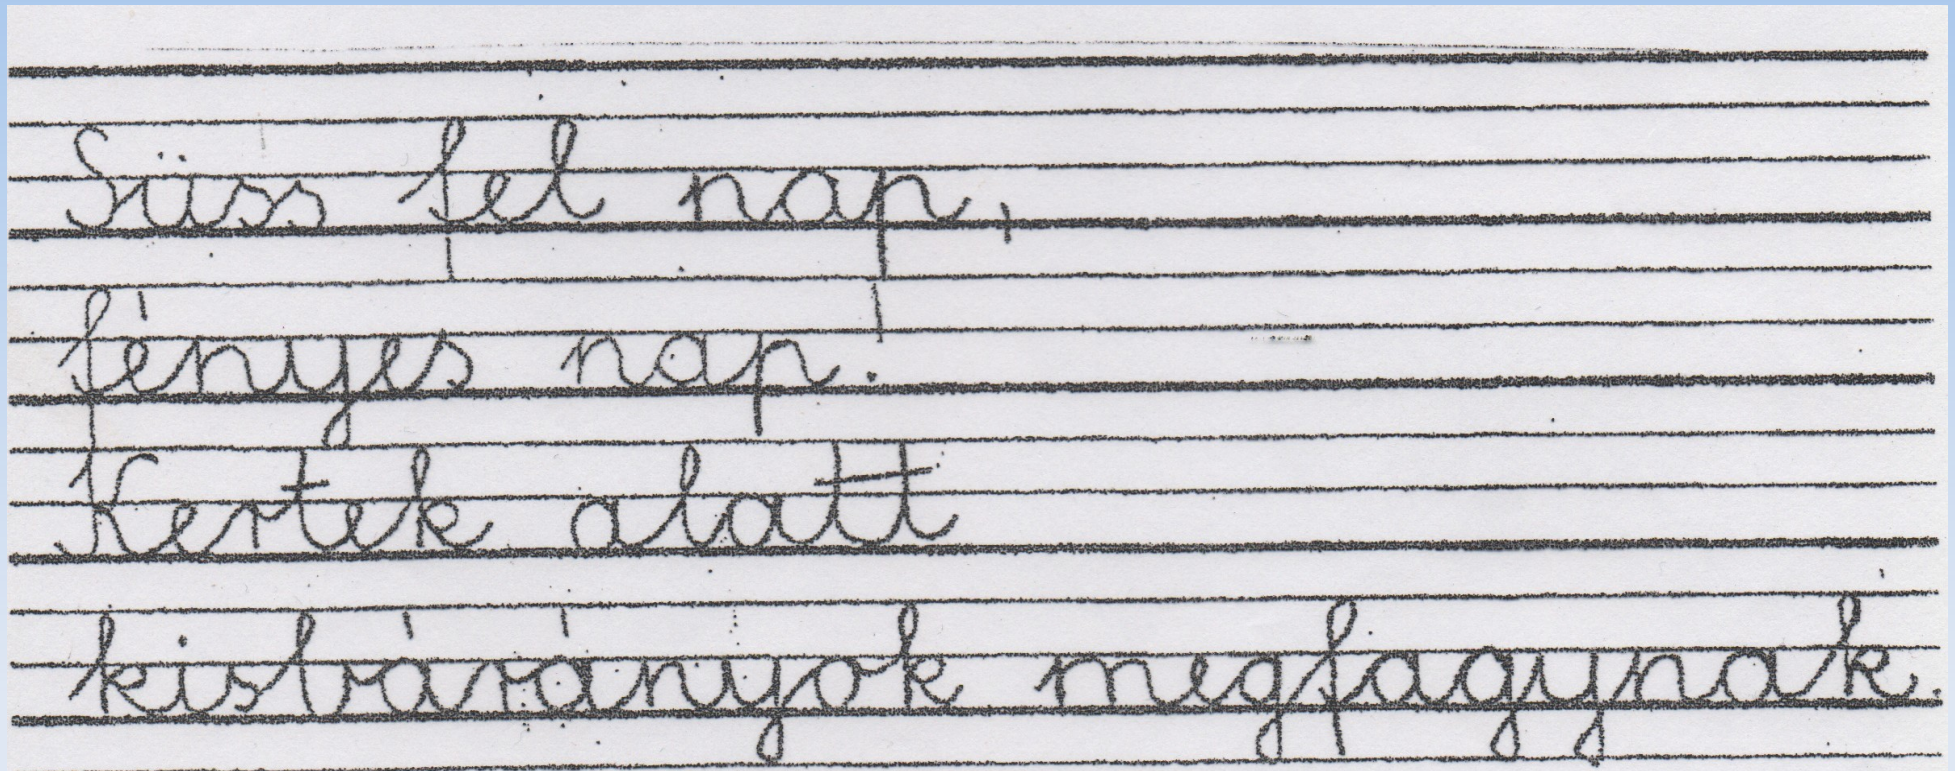 Süss fel nap,
fényes nap.
Kertek alatt
kisbárányok megfagynak.